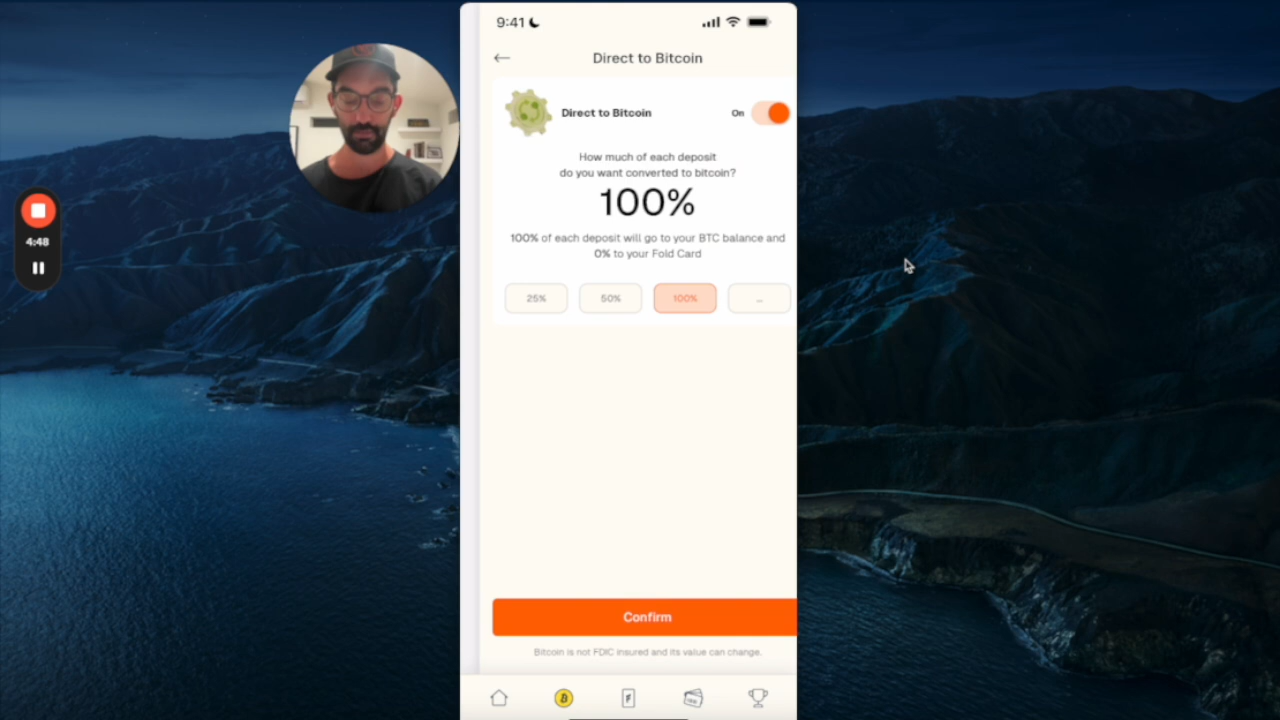 9:41
Direct to Bitcoin
Direct to Bitcoin
On
How much of each deposit
do you want converted to bitcoin?
100%
100% of each deposit will go to your BTC balance and
0% to your Fold Card
25%
50%
100%
...
Confirm
Bitcoin is not FDIC insured and its value can change.
4:48